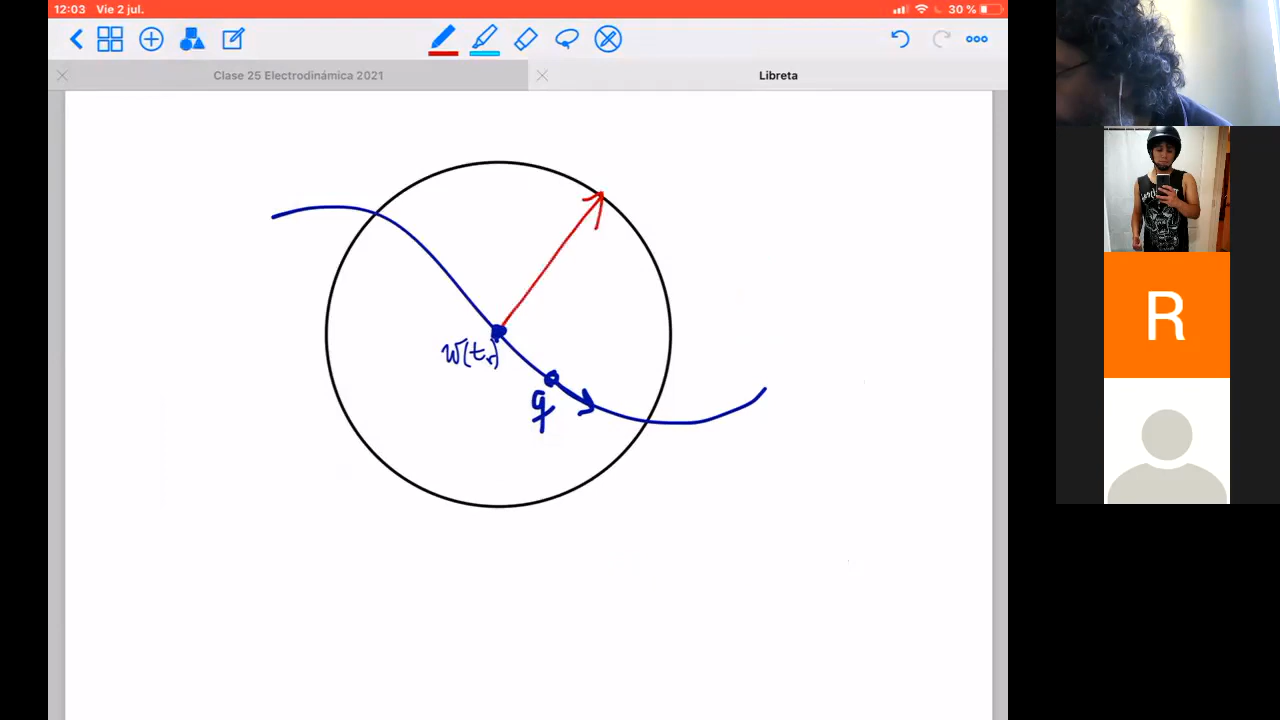 12:03 Vie 2 jul.
30 %
Clase 25 Electrodinámica 2021
Libreta
w(tᵣ)
q
R